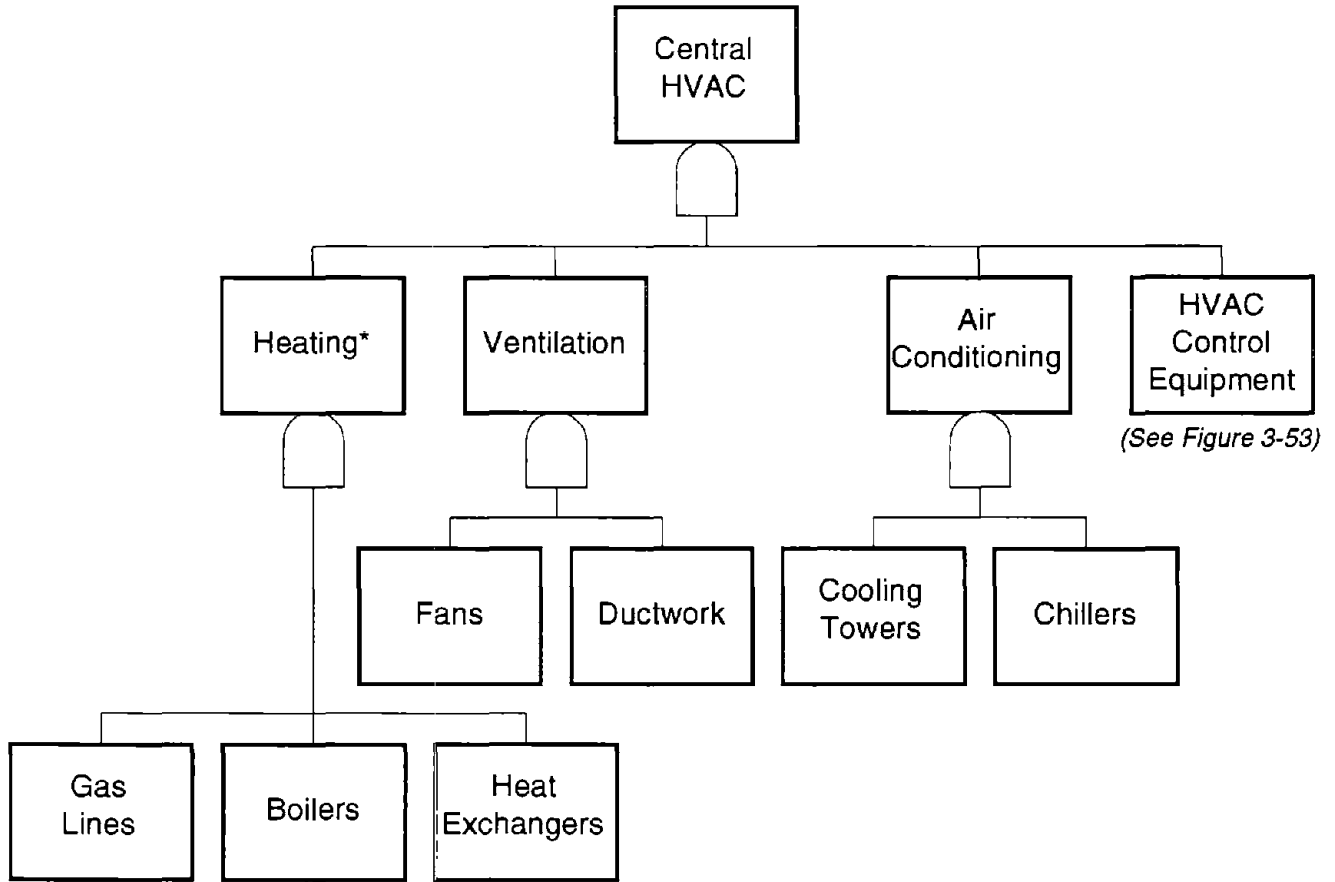 Central
HVAC
Heating*
Ventilation
Air
Conditioning
HVAC
Control
Equipment
(See Figure 3-53)
Fans
Ductwork
Cooling
Towers
Chillers
Gas
Lines
Boilers
Heat
Exchangers